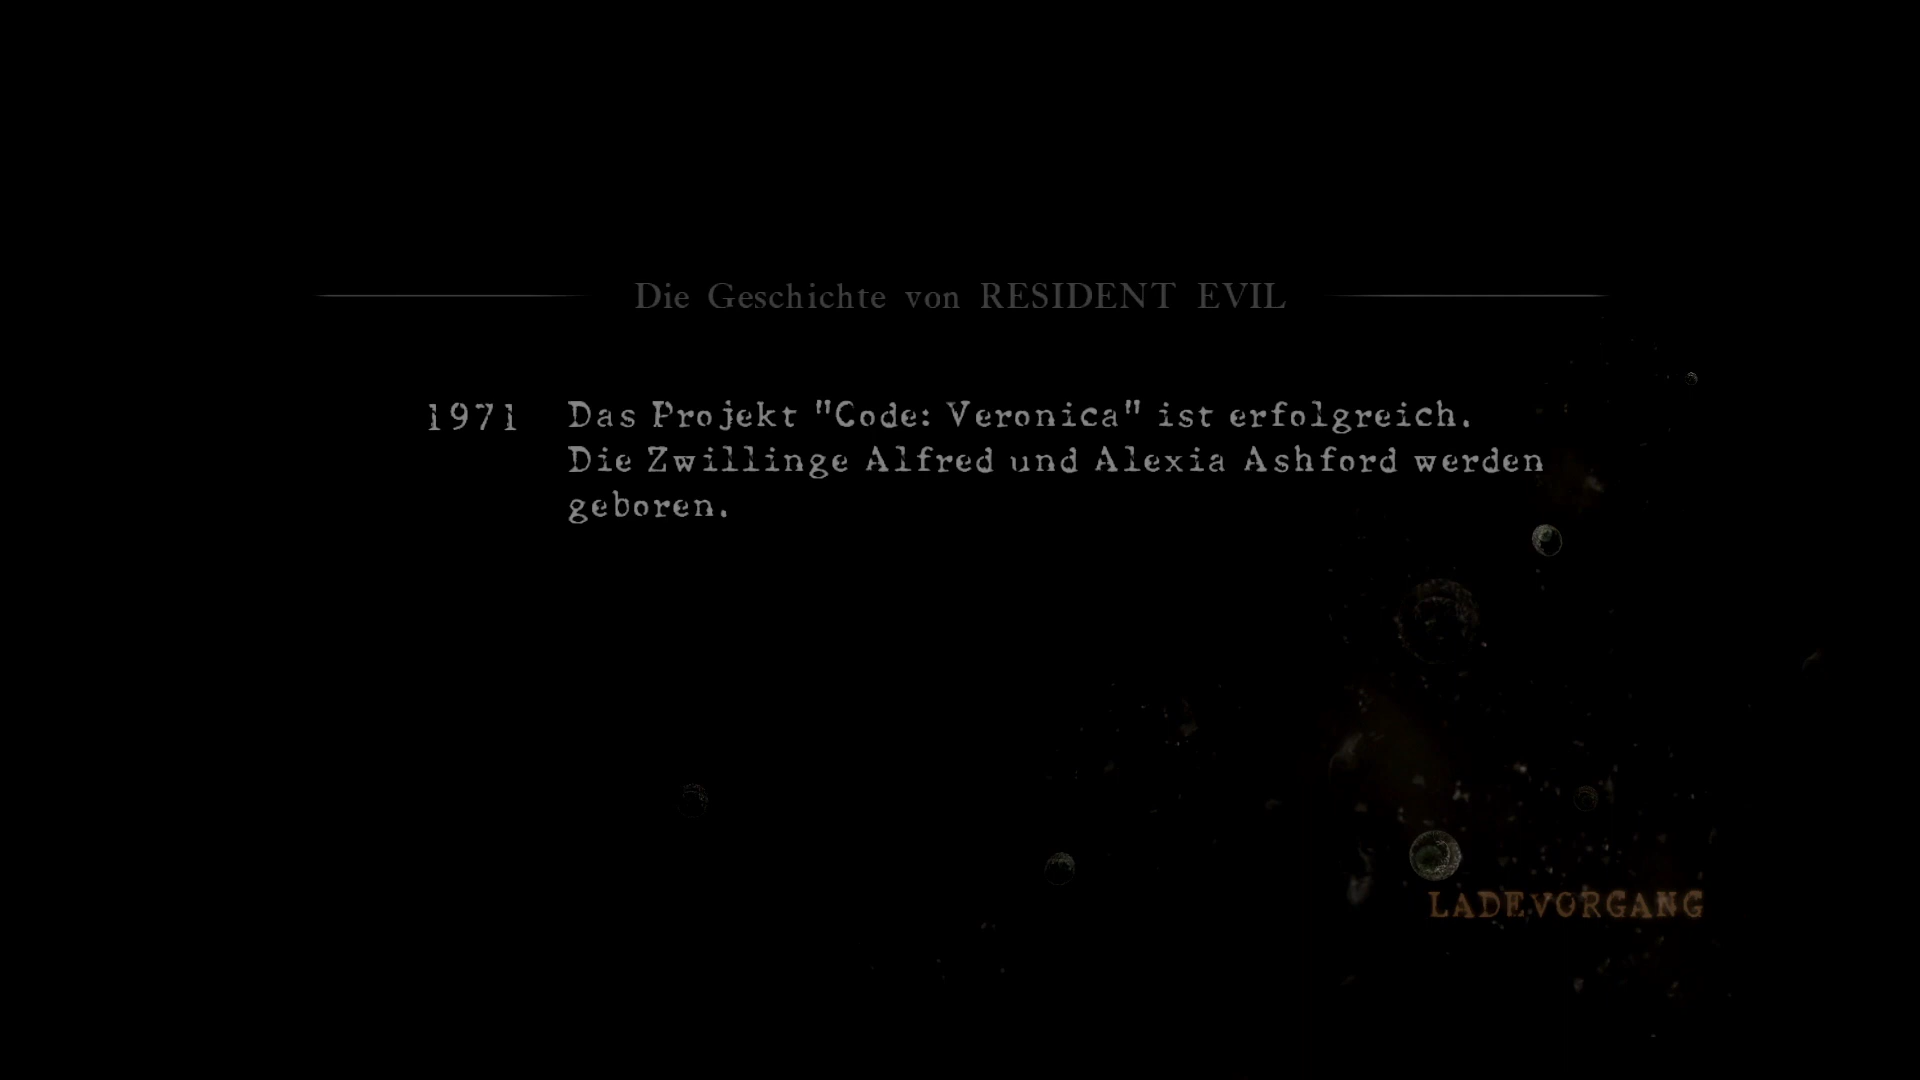 Die Geschichte von RESIDENT EVIL
1971 Das Projekt "Code: Veronica" ist erfolgreich.
Die Zwillinge Alfred und Alexia Ashford werden
geboren.
LADEVORGANG